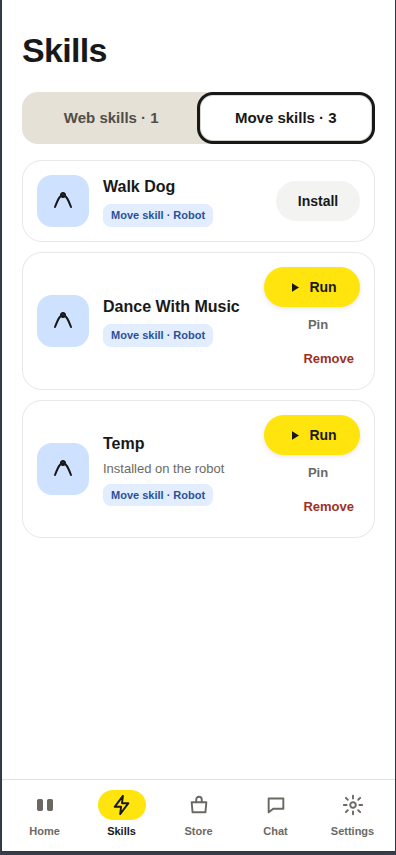 Skills
Web skills · 1
Move skills · 3
Walk Dog
Move skill · Robot
Install
Dance With Music
Move skill · Robot
Run
Pin
Remove
Temp
Installed on the robot
Move skill · Robot
Run
Pin
Remove
Home
Skills
Store
Chat
Settings